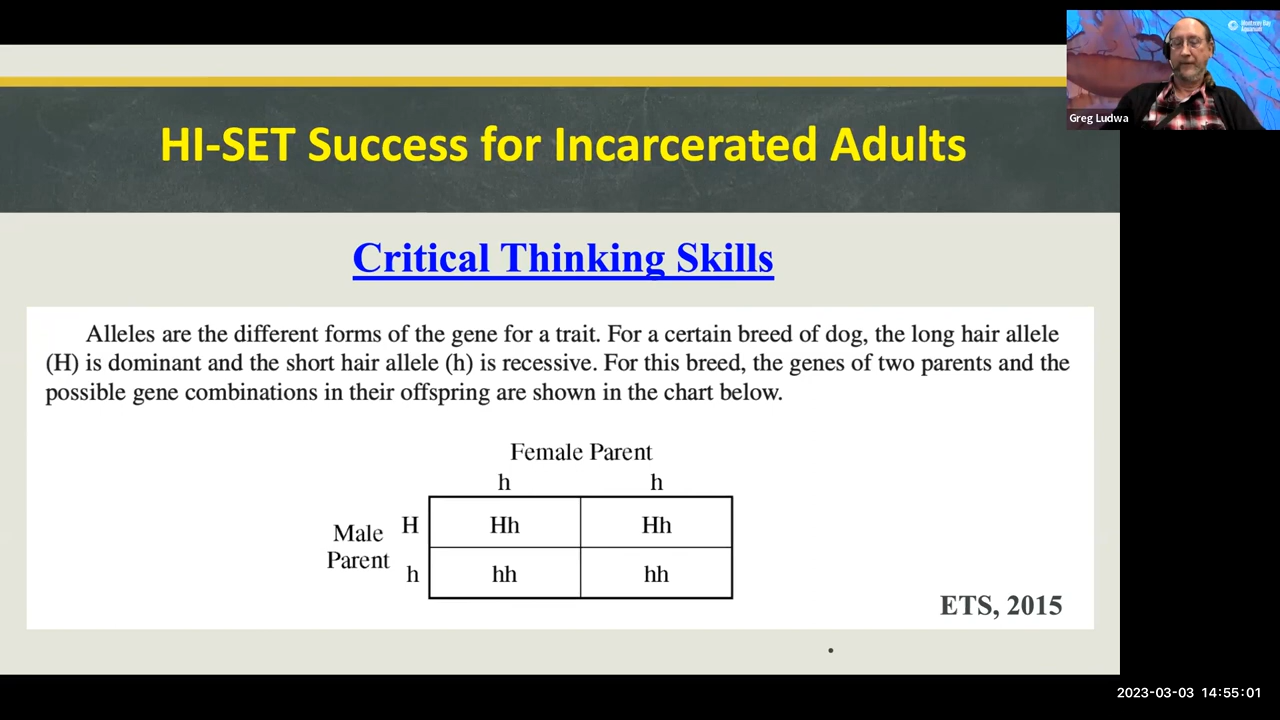 Monterey Bay
Aquarium
Greg Ludwa
HI-SET Success for Incarcerated Adults
Critical Thinking Skills
Alleles are the different forms of the gene for a trait. For a certain breed of dog, the long hair allele
(H) is dominant and the short hair allele (h) is recessive. For this breed, the genes of two parents and the
possible gene combinations in their offspring are shown in the chart below.
Female Parent
h h
Male Parent
H Hh Hh
h hh hh
ETS, 2015
2023-03-03 14:55:01